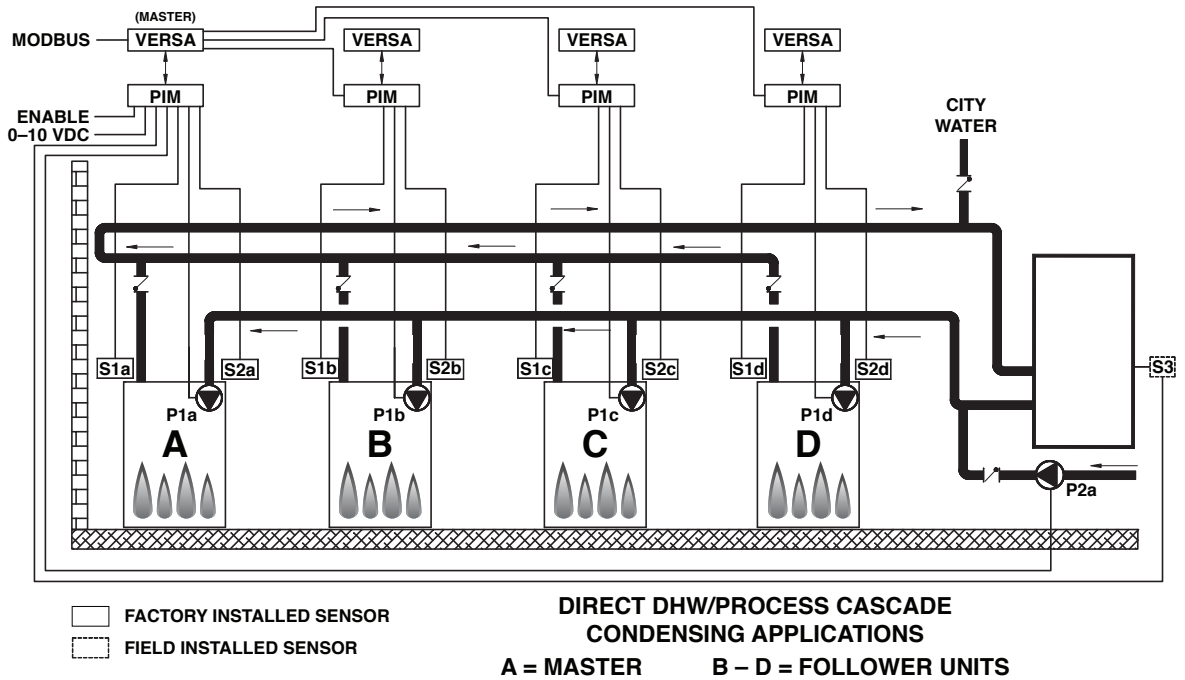 (MASTER)
MODBUS VERSA VERSA VERSA VERSA
PIM PIM PIM PIM
ENABLE
0–10 VDC
CITY
WATER
S1a S2a S1b S2b S1c S2c S1d S2d S3
P1a P1b P1c P1d
A B C D
P2a
FACTORY INSTALLED SENSOR
FIELD INSTALLED SENSOR
DIRECT DHW/PROCESS CASCADE
CONDENSING APPLICATIONS
A = MASTER B – D = FOLLOWER UNITS